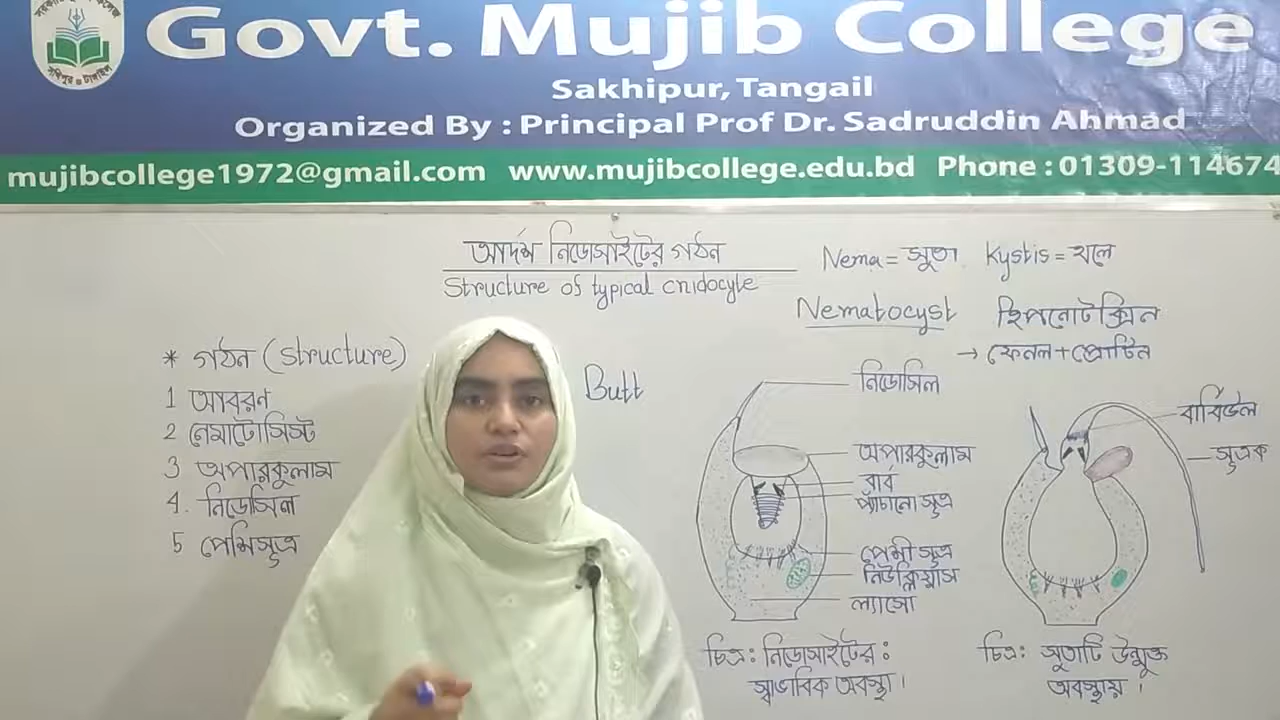 Govt. Mujib College
Sakhipur, Tangail
Organized By : Principal Prof Dr. Sadruddin Ahmad
mujibcollege1972@gmail.com www.mujibcollege.edu.bd Phone : 01309-114674
আদর্শ নিডোসাইটের গঠন
Structure of typical cnidocyte
Nema = সুতা Kystis = থলে
Nematocyst হিপনোটক্সিন
→ ফেনল + প্রোটিন
* গঠন (Structure)
1 আবরণ
2 নেমাটোসিস্ট
3 অপারকুলাম
4. নিডোসিল
5 পেশিসূত্র
Butt
নিডোসিল
অপারকুলাম
বার্ব
প্যাঁচানো সূত্র
পেশী সূত্র
নিউক্লিয়াস
ল্যাসো
চিত্র : নিডোসাইটের :
স্বাভাবিক অবস্থা ।
বার্বিউল
সূত্রক
চিত্র : সুতাটি উন্মুক্ত
অবস্থায় ।